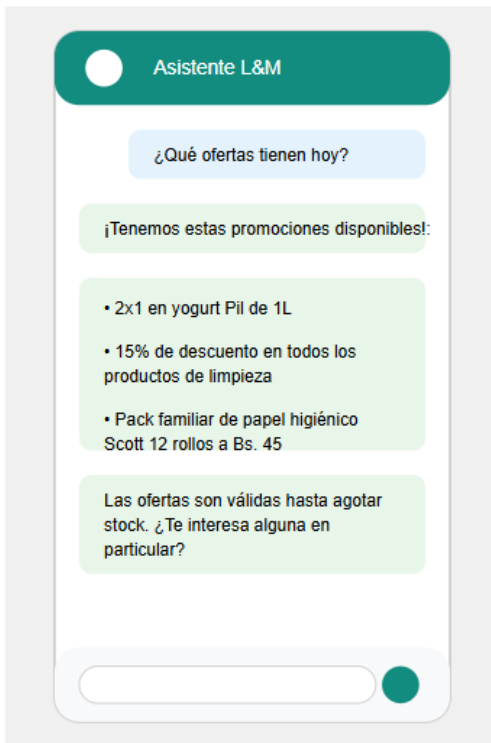 Asistente L&M
¿Qué ofertas tienen hoy?
¡Tenemos estas promociones disponibles!:
• 2x1 en yogurt Pil de 1L
• 15% de descuento en todos los
productos de limpieza
• Pack familiar de papel higiénico
Scott 12 rollos a Bs. 45
Las ofertas son válidas hasta agotar
stock. ¿Te interesa alguna en
particular?